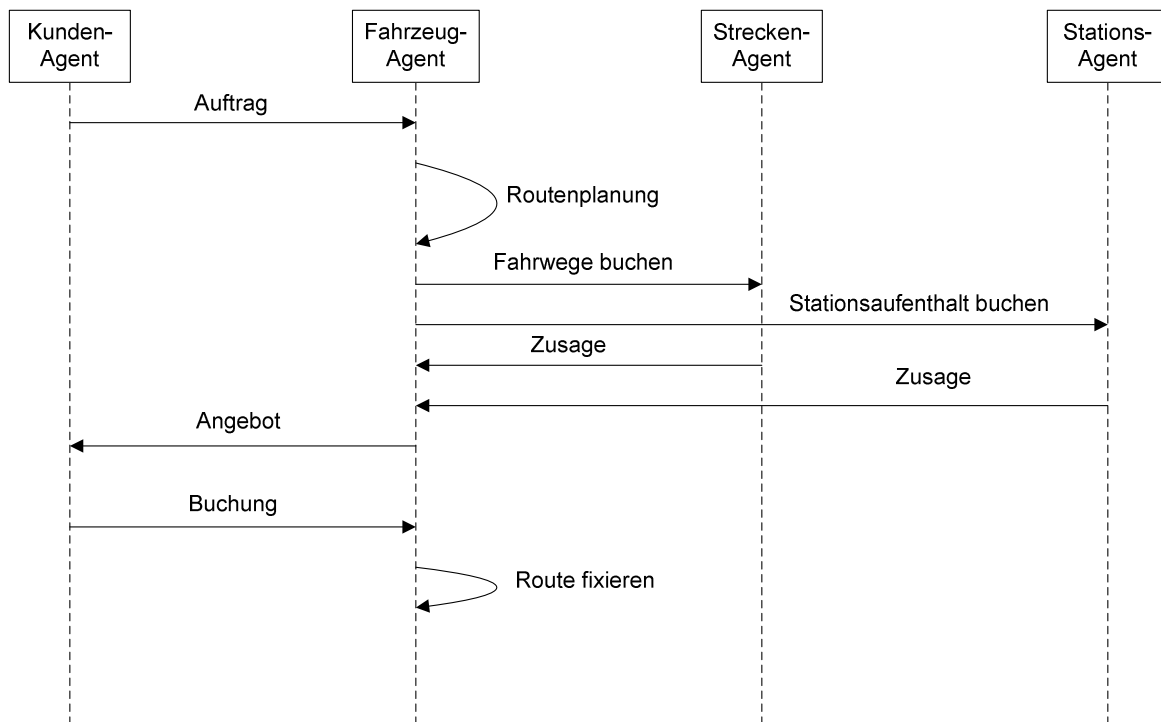 Kunden-
Agent
Fahrzeug-
Agent
Strecken-
Agent
Stations-
Agent
Auftrag
Routenplanung
Fahrwege buchen
Stationsaufenthalt buchen
Zusage
Zusage
Angebot
Buchung
Route fixieren